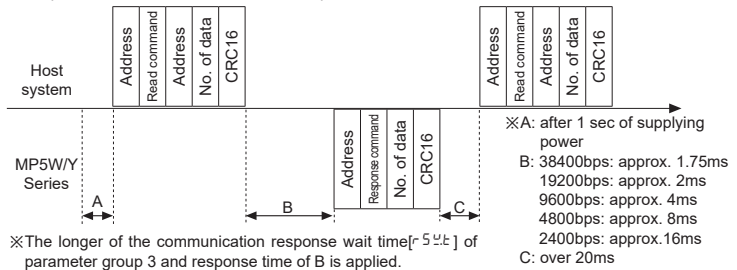 Host
system
Address
Read command
Address
No. of data
CRC16
Address
Read command
Address
No. of data
CRC16
MP5W/Y
Series
Address
Response command
No. of data
CRC16
A
B
C
※A: after 1 sec of supplying
power
B: 38400bps: approx. 1.75ms
19200bps: approx. 2ms
9600bps: approx. 4ms
4800bps: approx. 8ms
2400bps: approx.16ms
C: over 20ms
※The longer of the communication response wait time[rSYt] of
parameter group 3 and response time of B is applied.